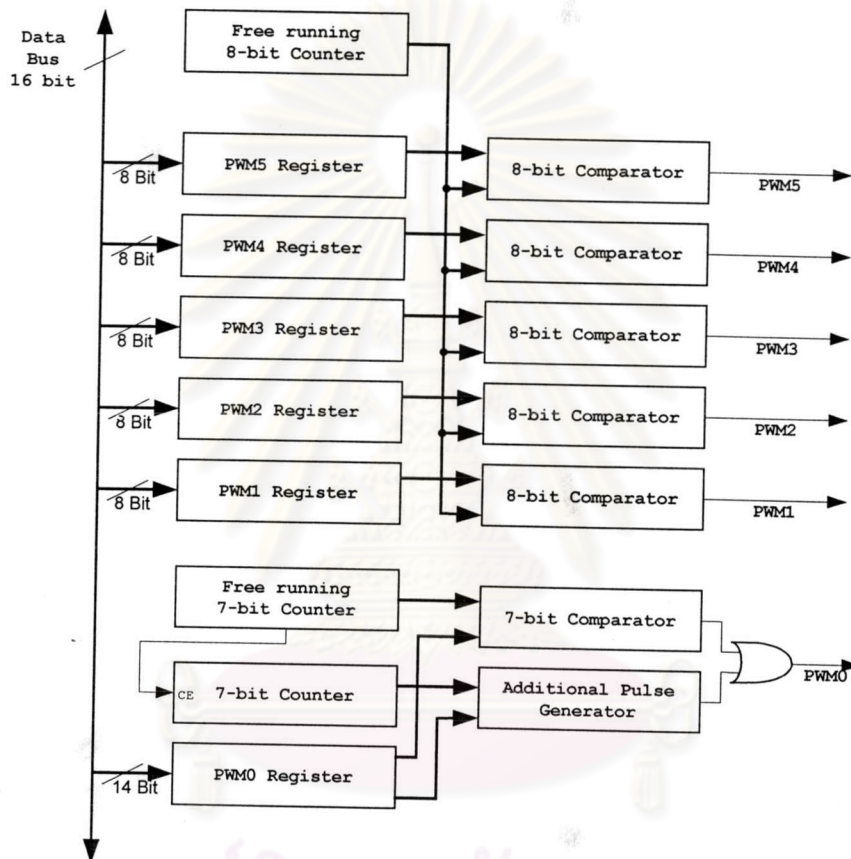 Data
Bus
16 bit
Free running
8-bit Counter
8 Bit
PWM5 Register
8-bit Comparator
PWM5
8 Bit
PWM4 Register
8-bit Comparator
PWM4
8 Bit
PWM3 Register
8-bit Comparator
PWM3
8 Bit
PWM2 Register
8-bit Comparator
PWM2
8 Bit
PWM1 Register
8-bit Comparator
PWM1
Free running
7-bit Counter
7-bit Comparator
CE
7-bit Counter
Additional Pulse
Generator
PWM0
14 Bit
PWM0 Register